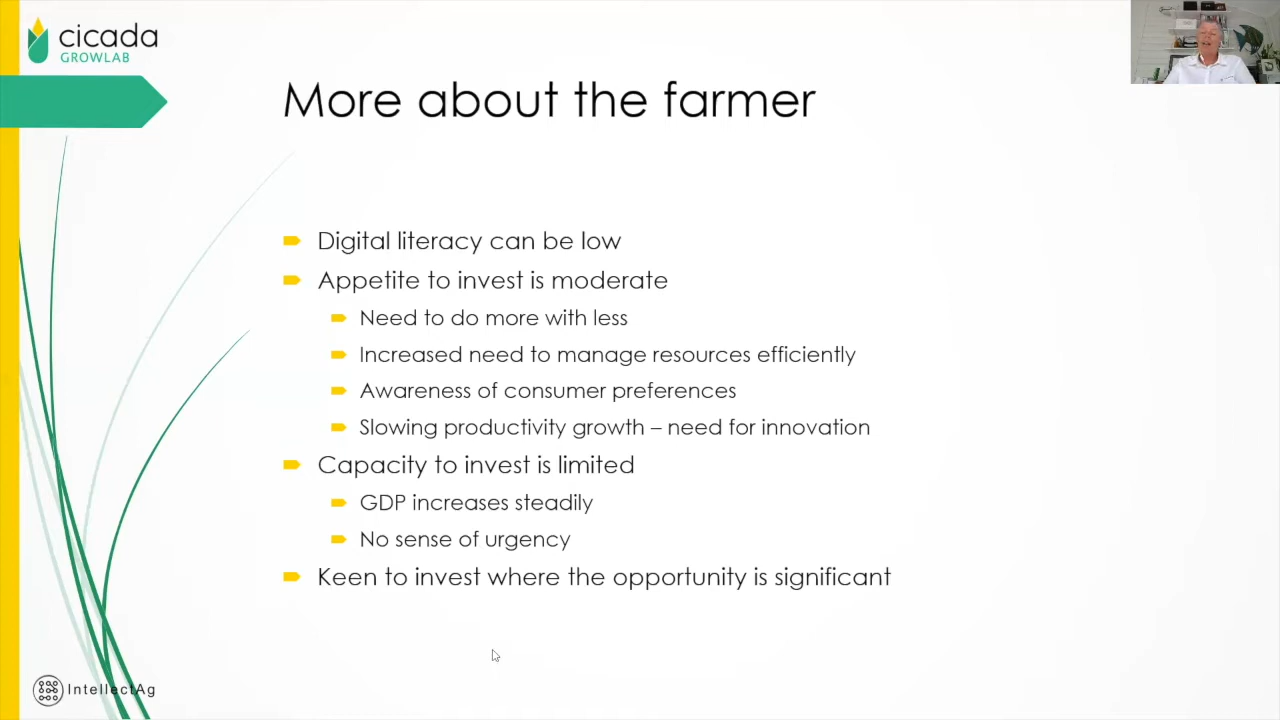 cicada
GROWLAB
More about the farmer
Digital literacy can be low
Appetite to invest is moderate
Need to do more with less
Increased need to manage resources efficiently
Awareness of consumer preferences
Slowing productivity growth – need for innovation
Capacity to invest is limited
GDP increases steadily
No sense of urgency
Keen to invest where the opportunity is significant
IntellectAg